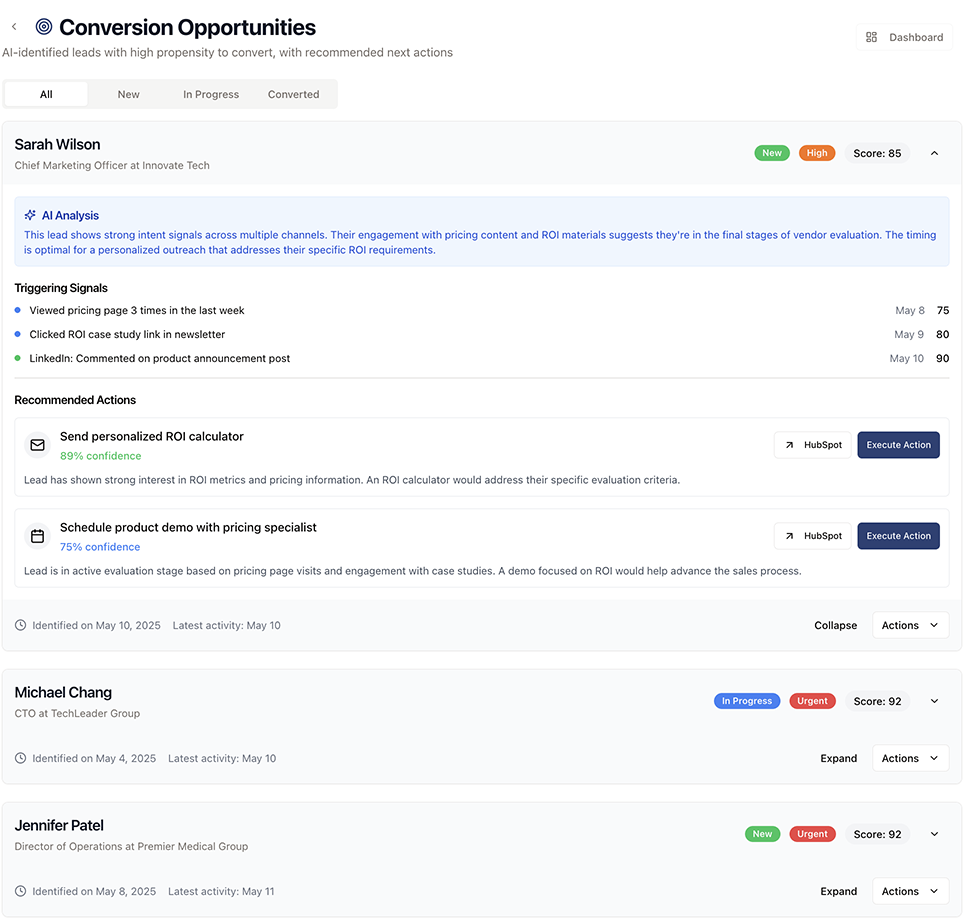 Conversion Opportunities
Dashboard
AI-identified leads with high propensity to convert, with recommended next actions
All New In Progress Converted
Sarah Wilson
Chief Marketing Officer at Innovate Tech
New High Score: 85
AI Analysis
This lead shows strong intent signals across multiple channels. Their engagement with pricing content and ROI materials suggests they're in the final stages of vendor evaluation. The timing
is optimal for a personalized outreach that addresses their specific ROI requirements.
Triggering Signals
Viewed pricing page 3 times in the last week May 8 75
Clicked ROI case study link in newsletter May 9 80
LinkedIn: Commented on product announcement post May 10 90
Recommended Actions
Send personalized ROI calculator
89% confidence
HubSpot Execute Action
Lead has shown strong interest in ROI metrics and pricing information. An ROI calculator would address their specific evaluation criteria.
Schedule product demo with pricing specialist
75% confidence
HubSpot Execute Action
Lead is in active evaluation stage based on pricing page visits and engagement with case studies. A demo focused on ROI would help advance the sales process.
Identified on May 10, 2025 Latest activity: May 10 Collapse Actions
Michael Chang
CTO at TechLeader Group
In Progress Urgent Score: 92
Identified on May 4, 2025 Latest activity: May 10 Expand Actions
Jennifer Patel
Director of Operations at Premier Medical Group
New Urgent Score: 92
Identified on May 8, 2025 Latest activity: May 11 Expand Actions